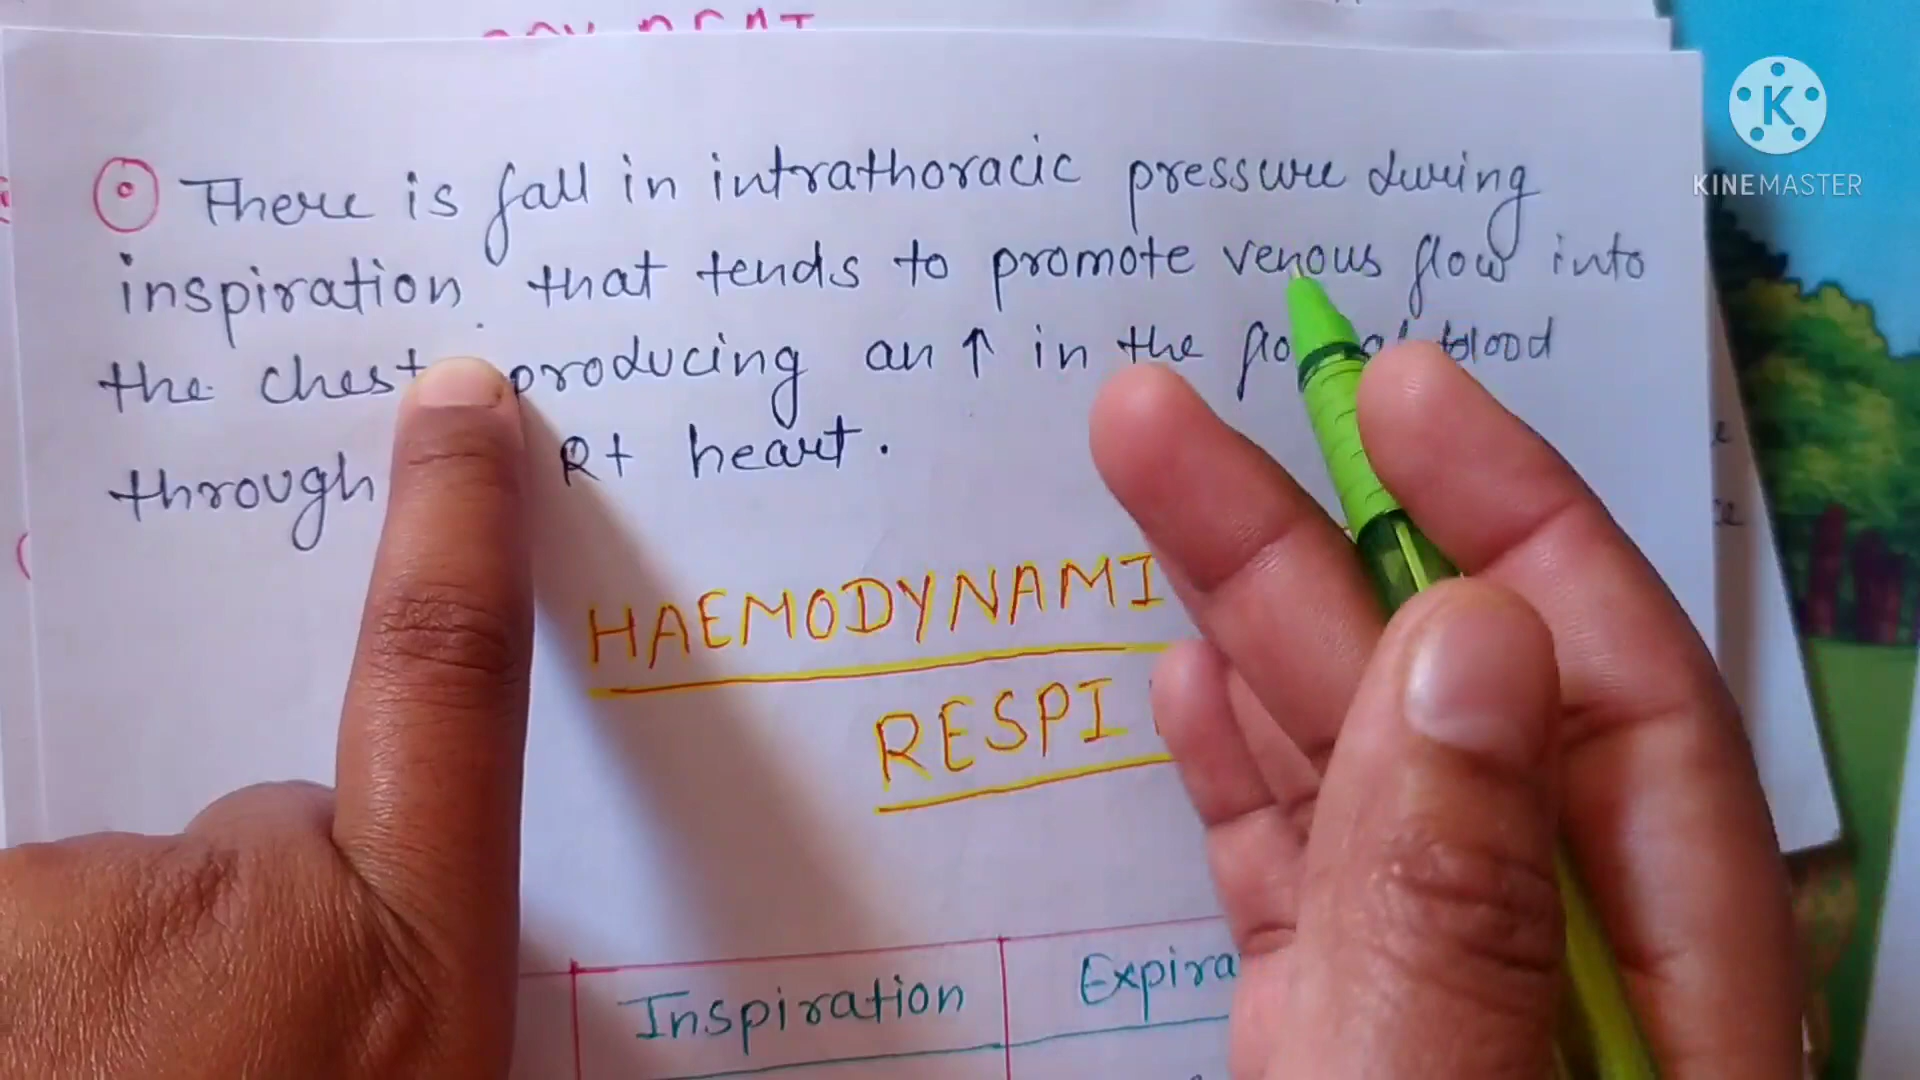 K
KINEMASTER
There is fall in intrathoracic pressure during
inspiration that tends to promote venous flow into
the chest producing an ↑ in the blood
through Rt heart.
HAEMODYNAMI
RESPI
Inspiration Expira